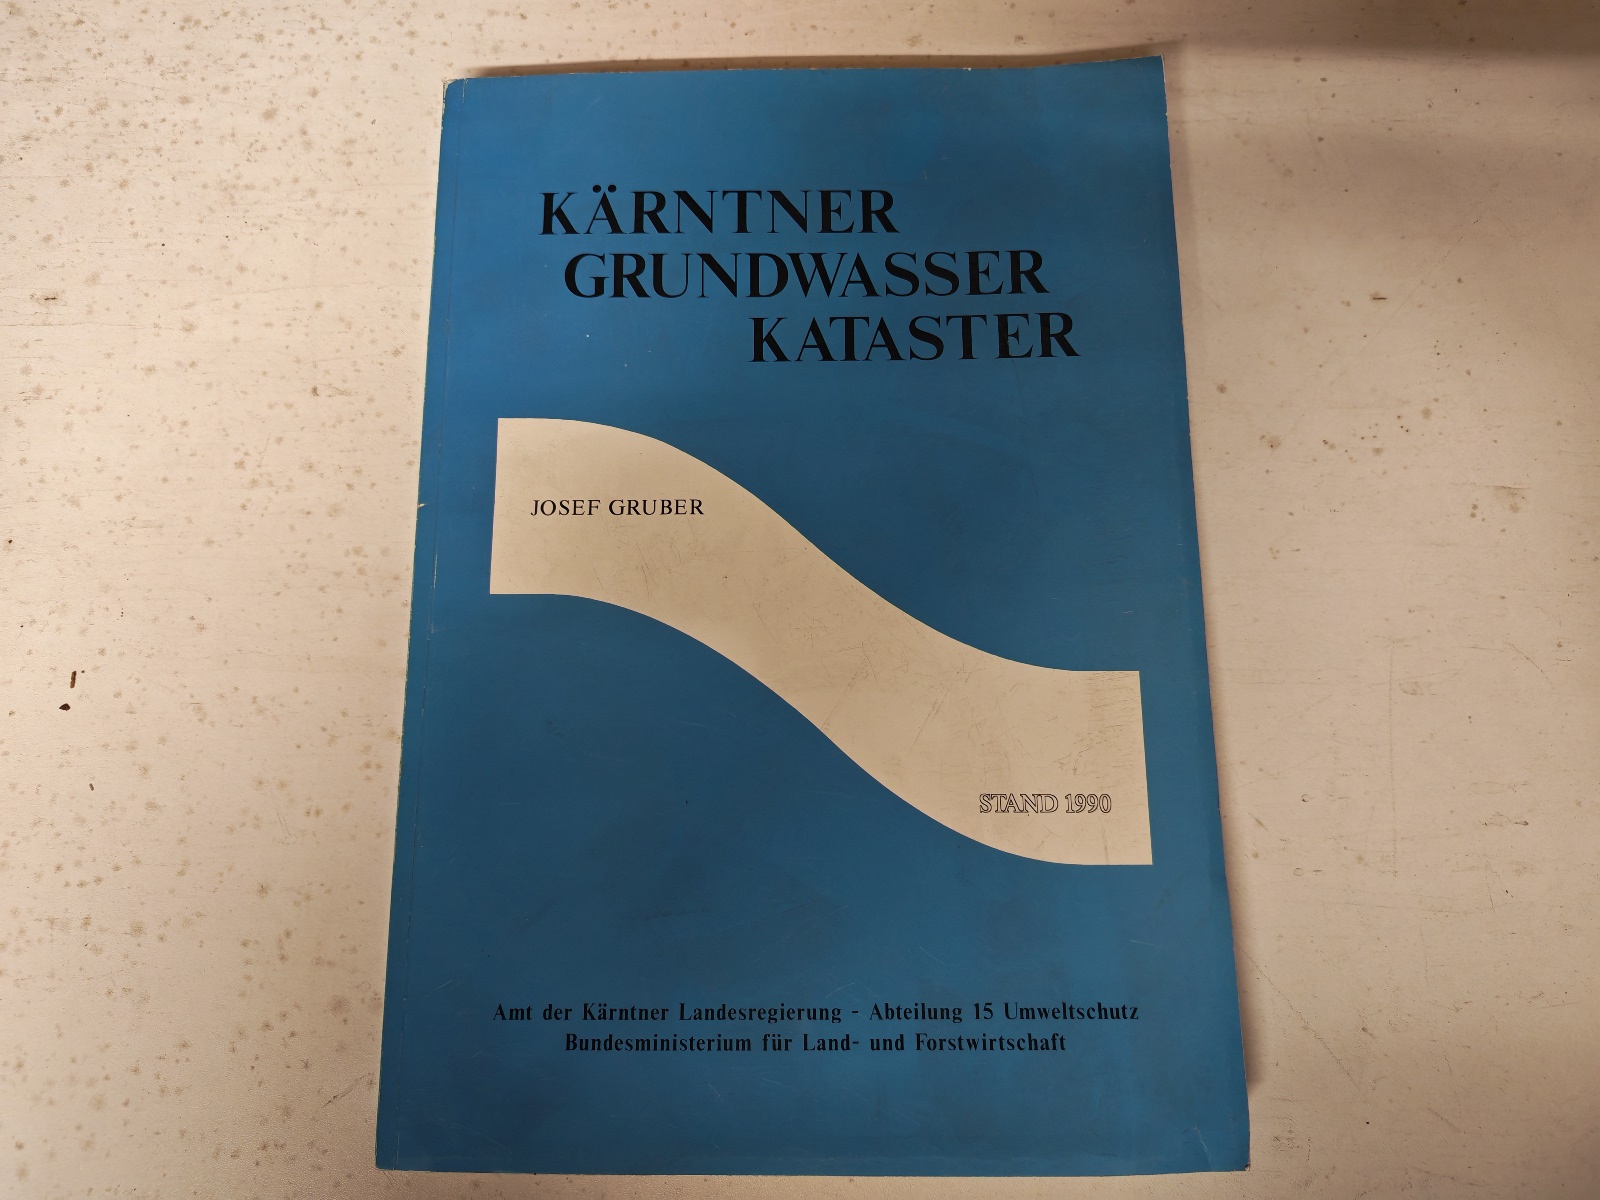 KÄRNTNER
GRUNDWASSER
KATASTER
JOSEF GRUBER
STAND 1990
Amt der Kärntner Landesregierung - Abteilung 15 Umweltschutz
Bundesministerium für Land- und Forstwirtschaft